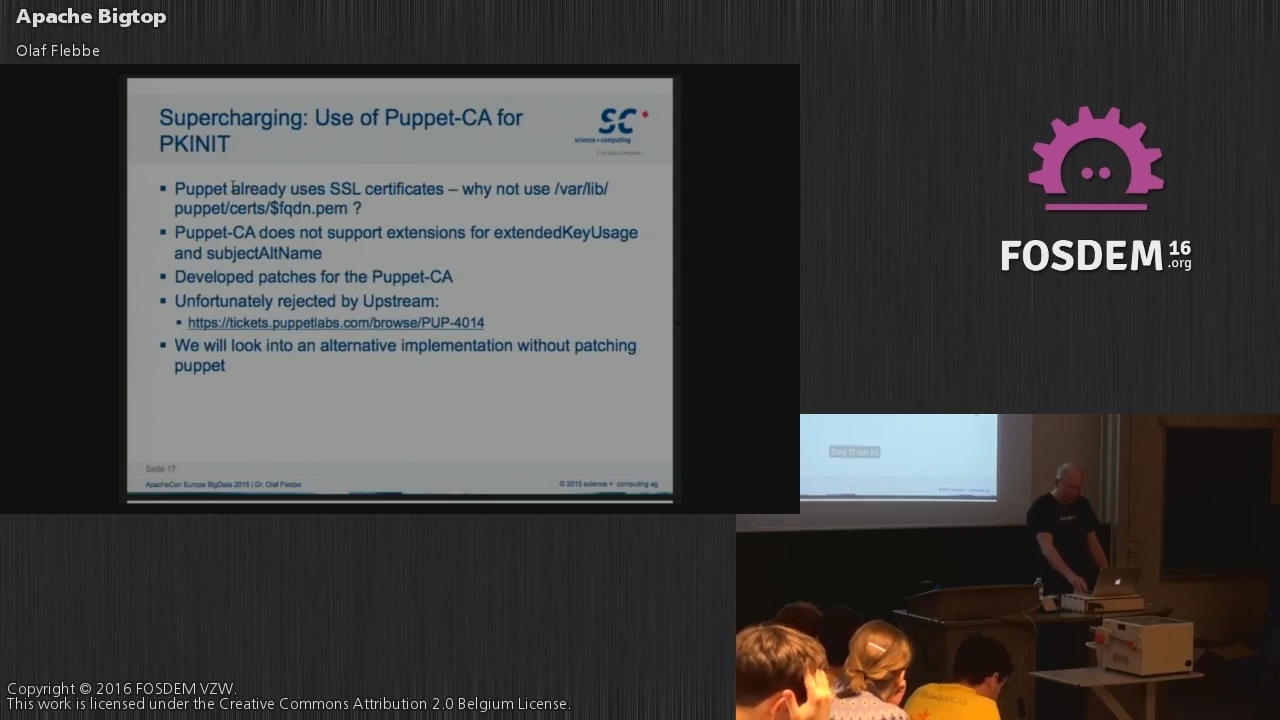 Apache Bigtop
Olaf Flebbe
Supercharging: Use of Puppet-CA for
PKINIT
sc
science + computing
Puppet already uses SSL certificates – why not use /var/lib/
puppet/certs/$fqdn.pem ?
Puppet-CA does not support extensions for extendedKeyUsage
and subjectAltName
Developed patches for the Puppet-CA
Unfortunately rejected by Upstream:
https://tickets.puppetlabs.com/browse/PUP-4014
We will look into an alternative implementation without patching
puppet
Seite 17
ApacheCon Europe BigData 2015 | Dr. Olaf Flebbe
© 2015 science + computing ag
FOSDEM 16
.org
Copyright © 2016 FOSDEM VZW.
This work is licensed under the Creative Commons Attribution 2.0 Belgium License.